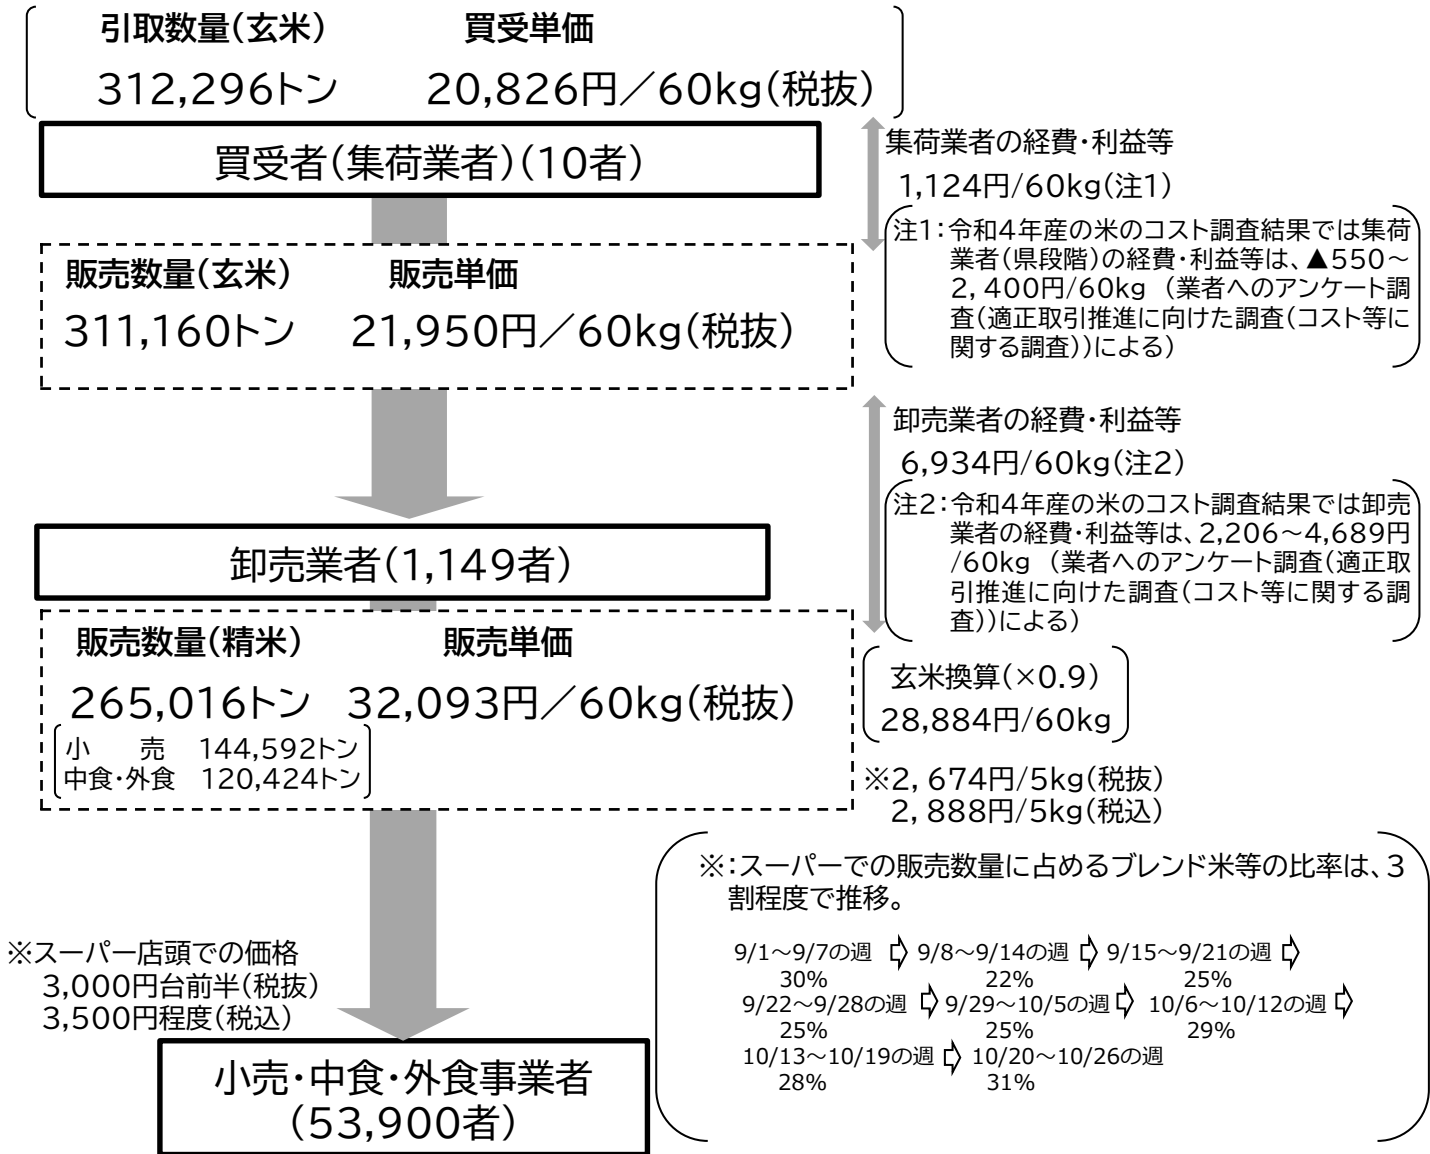 引取数量(玄米) 買受単価
312,296トン 20,826円／60kg(税抜)
買受者(集荷業者)(10者)
集荷業者の経費・利益等
1,124円/60kg(注1)
注1：令和4年産の米のコスト調査結果では集荷
業者(県段階)の経費・利益等は、▲550～
2,400円/60kg (業者へのアンケート調
査(適正取引推進に向けた調査(コスト等に
関する調査))による)
販売数量(玄米) 販売単価
311,160トン 21,950円／60kg(税抜)
卸売業者の経費・利益等
6,934円/60kg(注2)
注2：令和4年産の米のコスト調査結果では卸売
業者の経費・利益等は、2,206～4,689円
/60kg (業者へのアンケート調査(適正取
引推進に向けた調査(コスト等に関する調
査))による)
卸売業者(1,149者)
販売数量(精米) 販売単価
265,016トン 32,093円／60kg(税抜)
小 売 144,592トン
中食・外食 120,424トン
玄米換算(×0.9)
28,884円/60kg
※2,674円/5kg(税抜)
2,888円/5kg(税込)
※：スーパーでの販売数量に占めるブレンド米等の比率は、3
割程度で推移。
9/1～9/7の週 9/8～9/14の週 9/15～9/21の週
30% 22% 25%
9/22～9/28の週 9/29～10/5の週 10/6～10/12の週
25% 25% 29%
10/13～10/19の週 10/20～10/26の週
28% 31%
※スーパー店頭での価格
3,000円台前半(税抜)
3,500円程度(税込)
小売・中食・外食事業者
(53,900者)